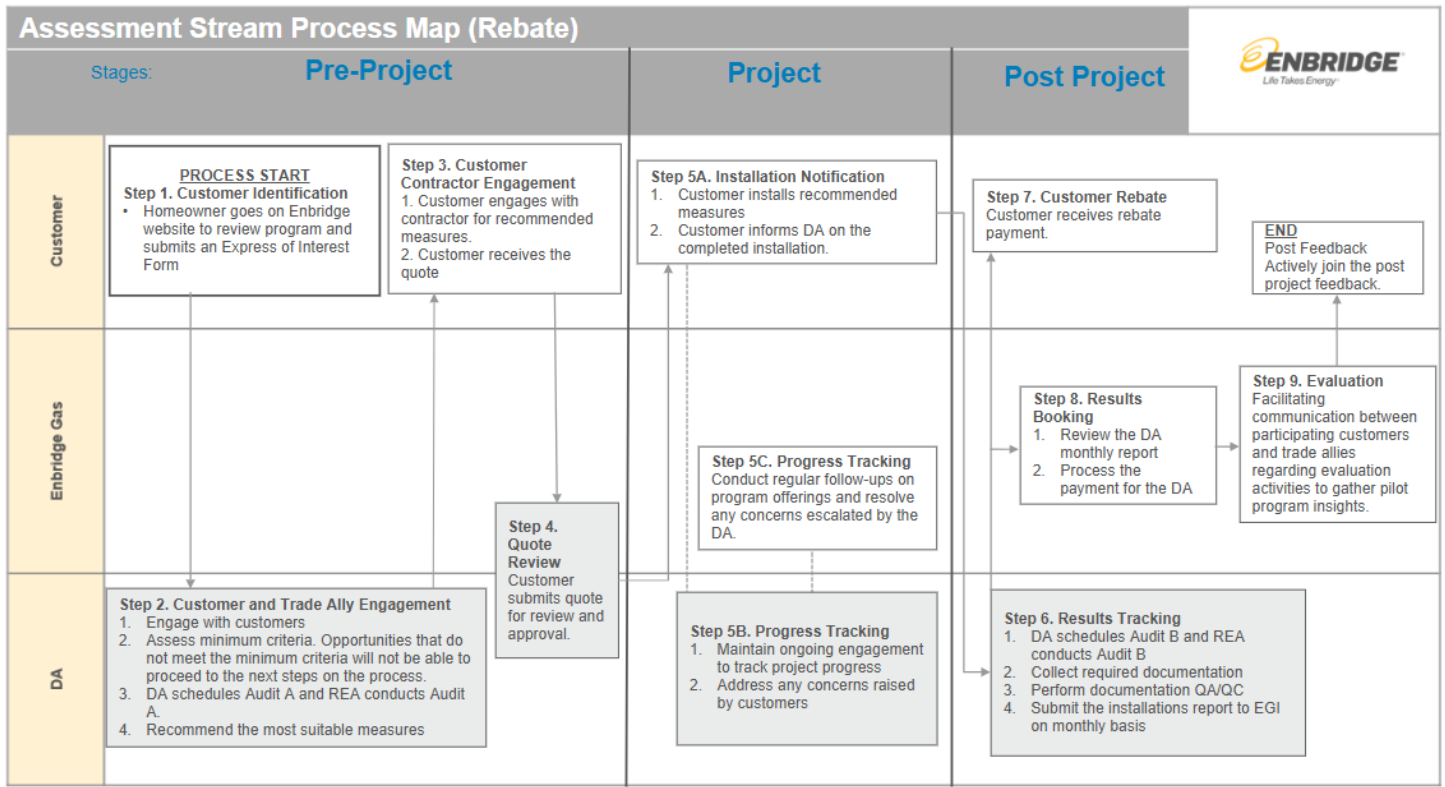 Assessment Stream Process Map (Rebate)
ENBRIDGE
Life Takes Energy
Stages:
Pre-Project
Project
Post Project
Customer
PROCESS START
Step 1. Customer Identification
• Homeowner goes on Enbridge
website to review program and
submits an Express of Interest
Form
Step 3. Customer
Contractor Engagement
1. Customer engages with
contractor for recommended
measures.
2. Customer receives the
quote
Step 5A. Installation Notification
1. Customer installs recommended
measures
2. Customer informs DA on the
completed installation.
Step 7. Customer Rebate
Customer receives rebate
payment.
END
Post Feedback
Actively join the post
project feedback.
Enbridge Gas
Step 4.
Quote
Review
Customer
submits quote
for review and
approval.
Step 5C. Progress Tracking
Conduct regular follow-ups on
program offerings and resolve
any concerns escalated by the
DA.
Step 8. Results
Booking
1. Review the DA
monthly report
2. Process the
payment for the DA
Step 9. Evaluation
Facilitating
communication between
participating customers
and trade allies
regarding evaluation
activities to gather pilot
program insights.
DA
Step 2. Customer and Trade Ally Engagement
1. Engage with customers
2. Assess minimum criteria. Opportunities that do
not meet the minimum criteria will not be able to
proceed to the next steps on the process.
3. DA schedules Audit A and REA conducts Audit
A.
4. Recommend the most suitable measures
Step 5B. Progress Tracking
1. Maintain ongoing engagement
to track project progress
2. Address any concerns raised
by customers
Step 6. Results Tracking
1. DA schedules Audit B and REA
conducts Audit B
2. Collect required documentation
3. Perform documentation QA/QC
4. Submit the installations report to EGI
on monthly basis